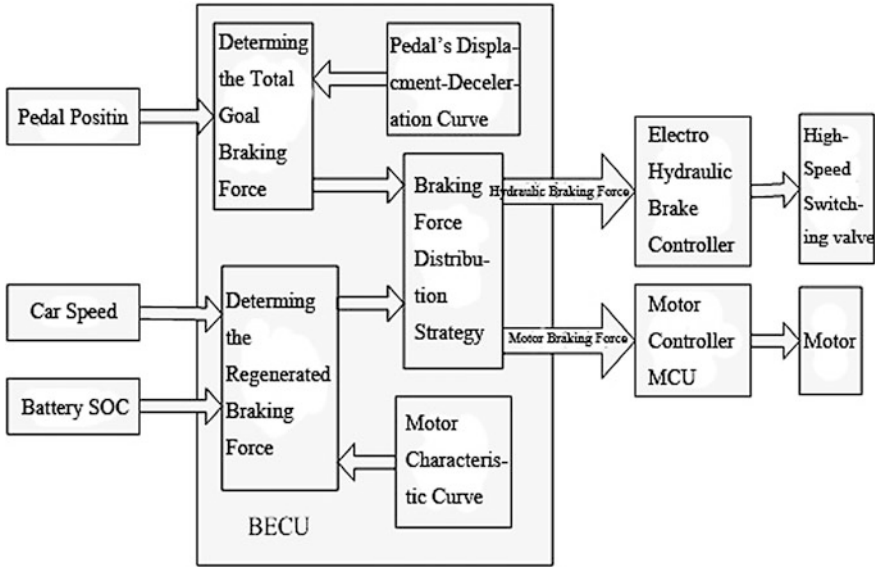 Pedal Positin
Car Speed
Battery SOC
Determing
the Total
Goal
Braking
Force
Pedal's Displa-
cment-Deceler-
ation Curve
Determing
the
Regenerated
Braking
Force
Braking
Force
Distribu-
tion
Strategy
Motor
Characteris-
tic Curve
BECU
Hydraulic Braking Force
Motor Braking Force
Electro
Hydraulic
Brake
Controller
High-
Speed
Switch-
ing valve
Motor
Controller
MCU
Motor